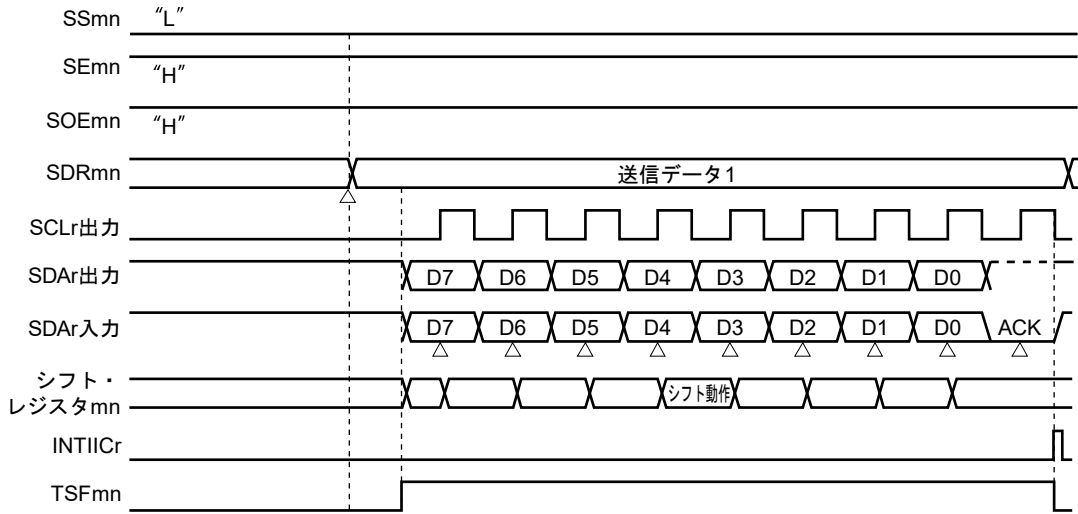 SSmn "L"
SEmn "H"
SOEmn "H"
SDRmn 送信データ1
SCLr出力
SDAr出力 D7 D6 D5 D4 D3 D2 D1 D0
SDAr入力 D7 D6 D5 D4 D3 D2 D1 D0 ACK
シフト・
レジスタmn シフト動作
INTIICr
TSFmn